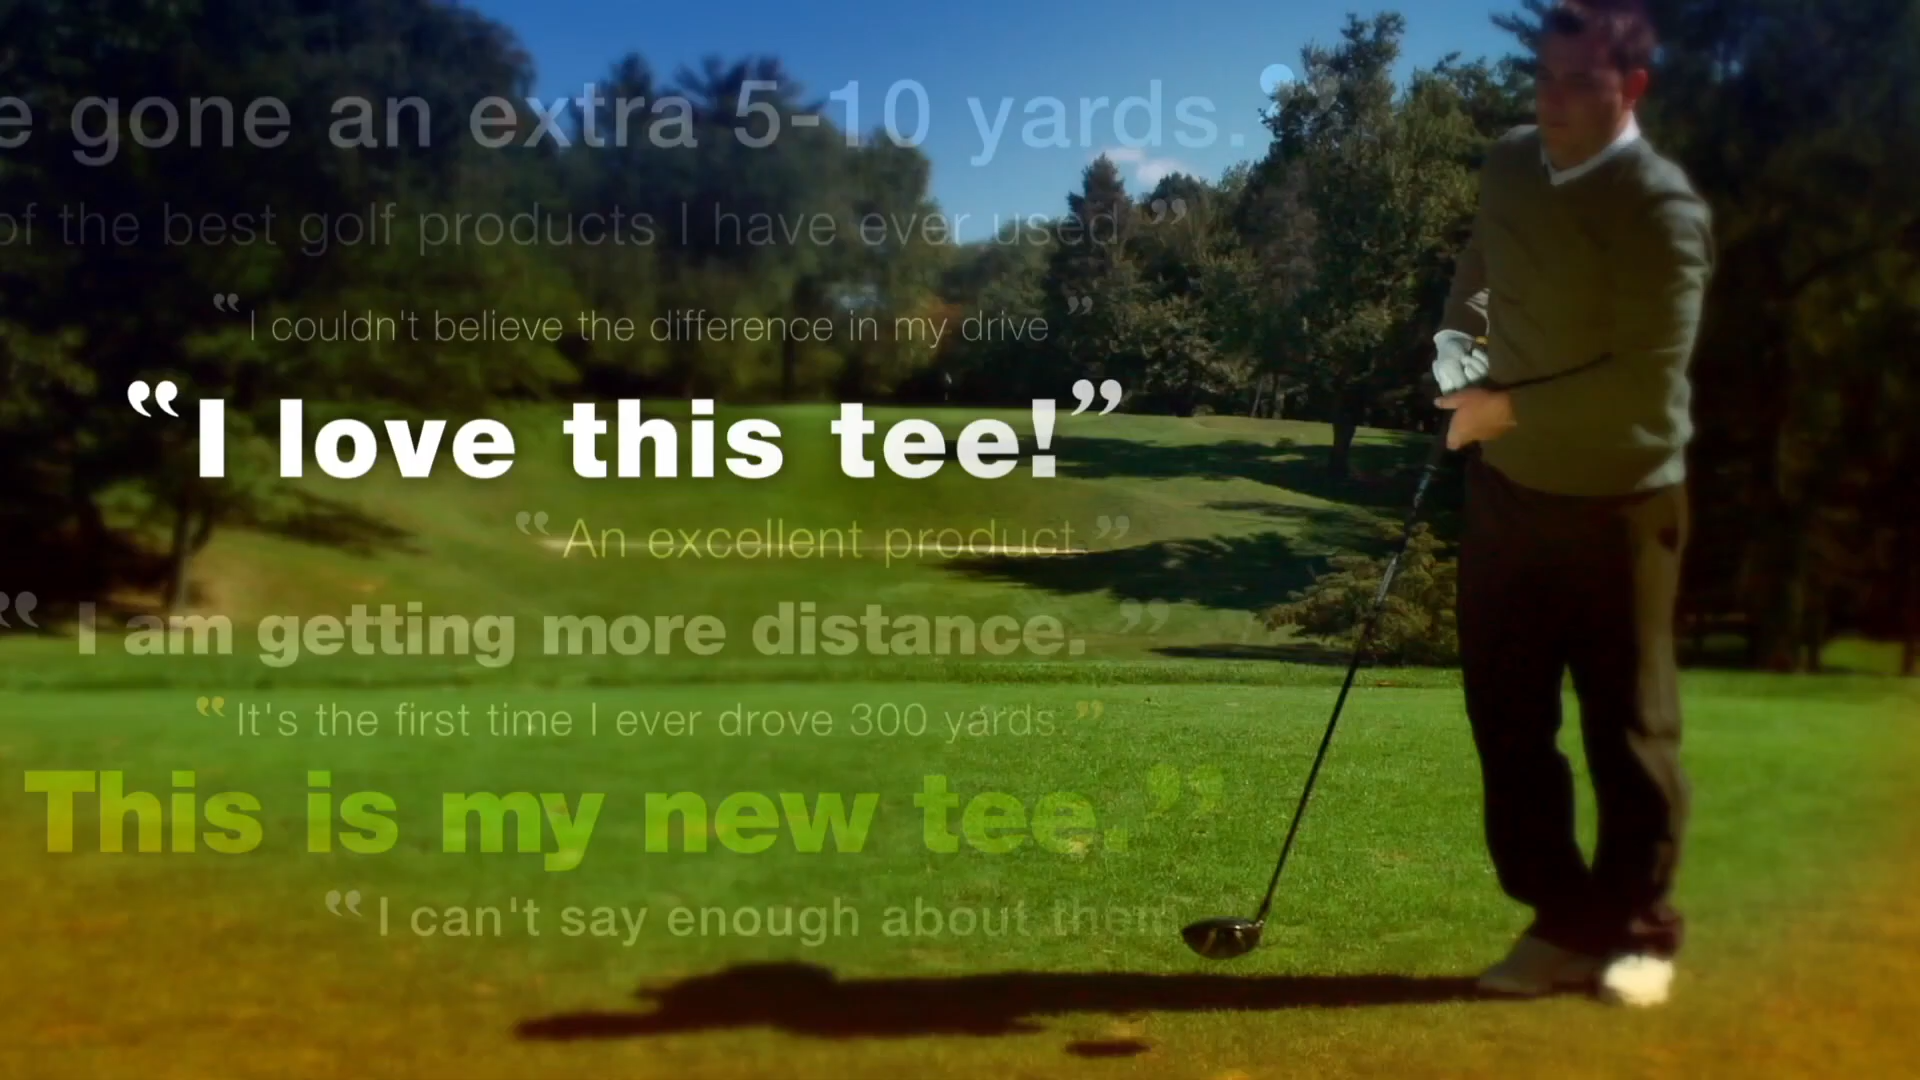 e gone an extra 5-10 yards.”
of the best golf products I have ever used”
“I couldn't believe the difference in my drive”
“I love this tee!”
“An excellent product”
“I am getting more distance.”
“It's the first time I ever drove 300 yards.”
This is my new tee.”
“I can't say enough about them